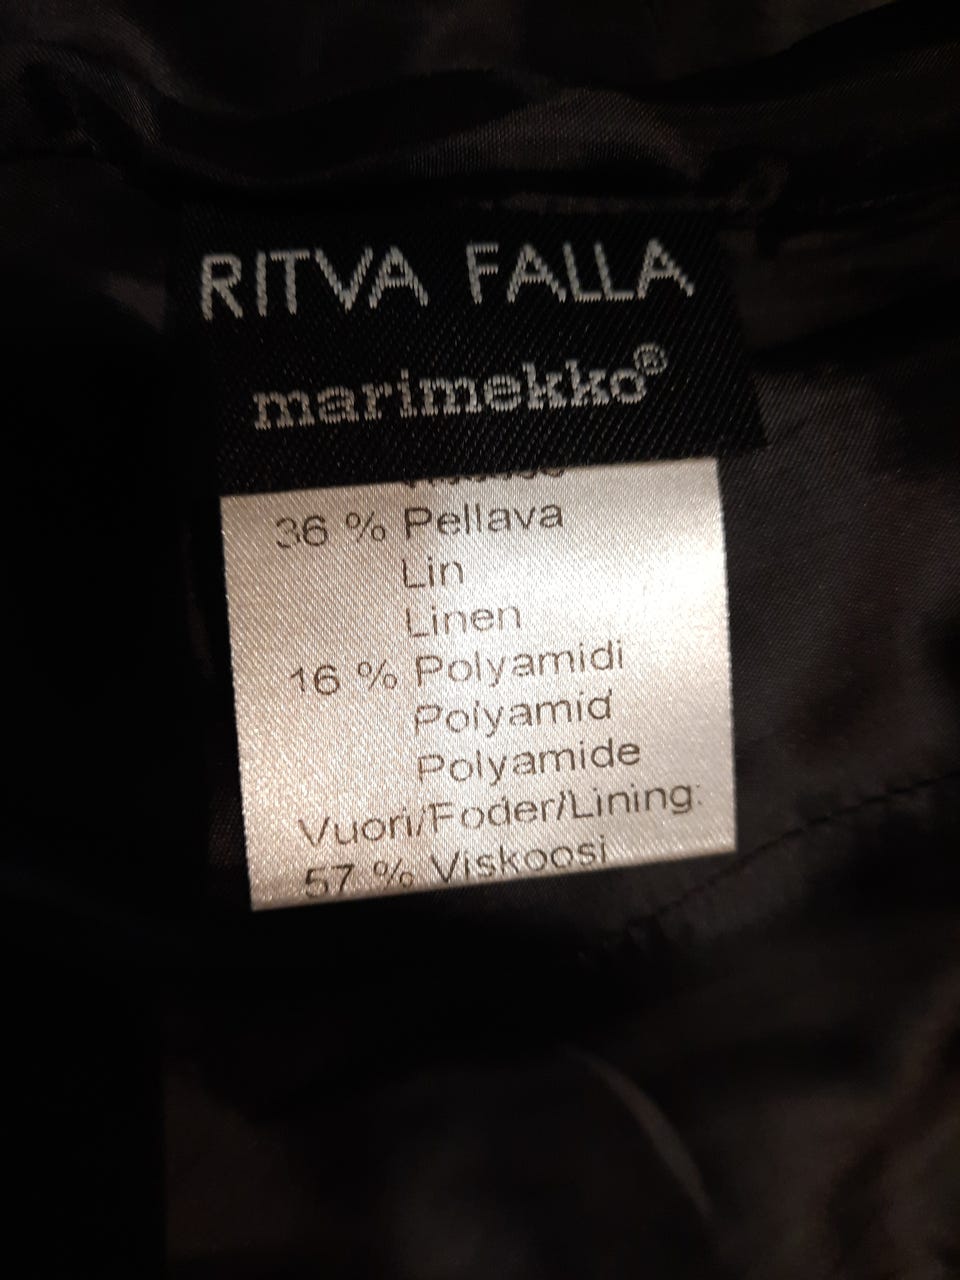 RITVA FALLA
marimekko®
36 % Pellava
Lin
Linen
16 % Polyamidi
Polyamid
Polyamide
Vuori/Foder/Lining:
57 % Viskoosi